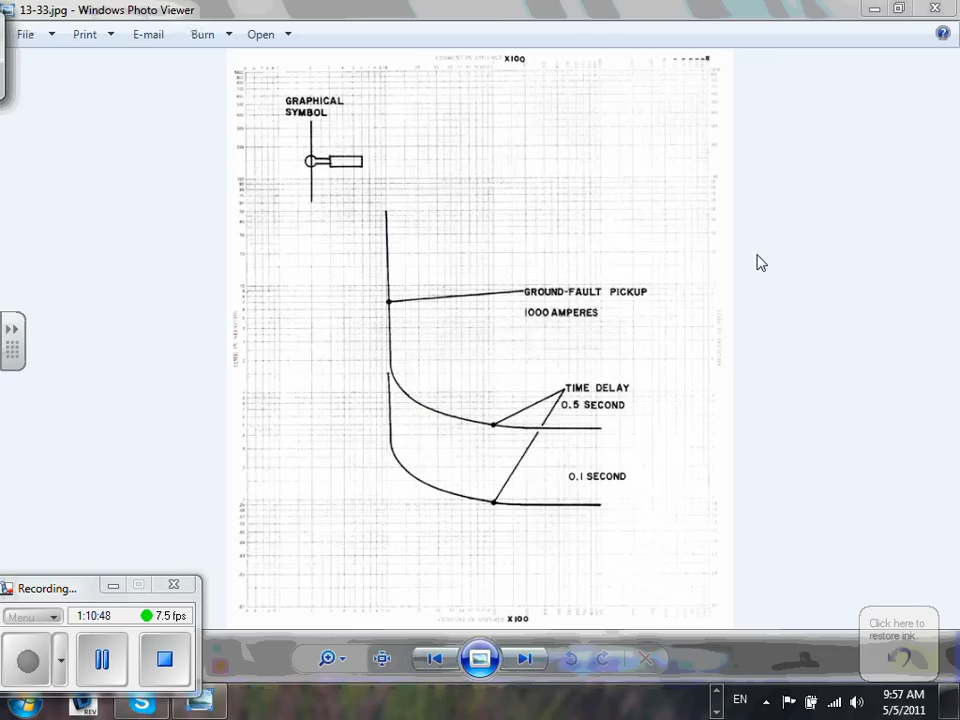 13-33.jpg - Windows Photo Viewer
File Print E-mail Burn Open
X100
GRAPHICAL
SYMBOL
GROUND-FAULT PICKUP
1000 AMPERES
TIME DELAY
0.5 SECOND
0.1 SECOND
X100
Recording...
Menu
1:10:48
7.5 fps
Click here to
restore ink.
REV
EN
9:57 AM
5/5/2011